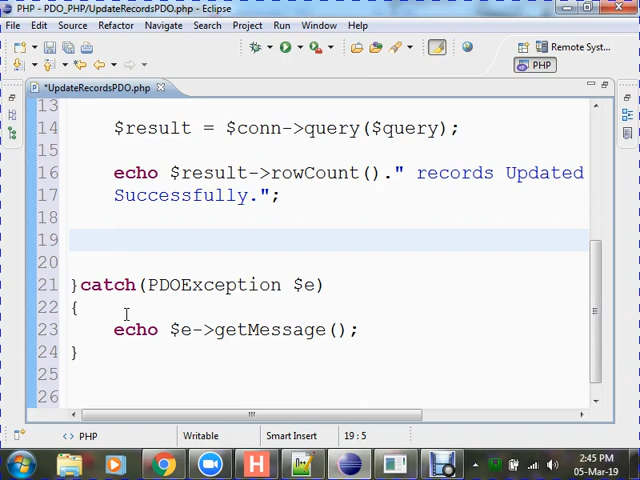 PHP - PDO_PHP/UpdateRecordsPDO.php - Eclipse
File Edit Source Refactor Navigate Search Project Run Window Help
Remote Sys...
PHP
*UpdateRecordsPDO.php
13
14 $result = $conn->query($query);
15
16 echo $result->rowCount()." records Updated
17 Successfully.";
18
19
20
21 }catch(PDOException $e)
22 {
23 echo $e->getMessage();
24 }
25
26
</> PHP Writable Smart Insert 19 : 5
2:45 PM
05-Mar-19